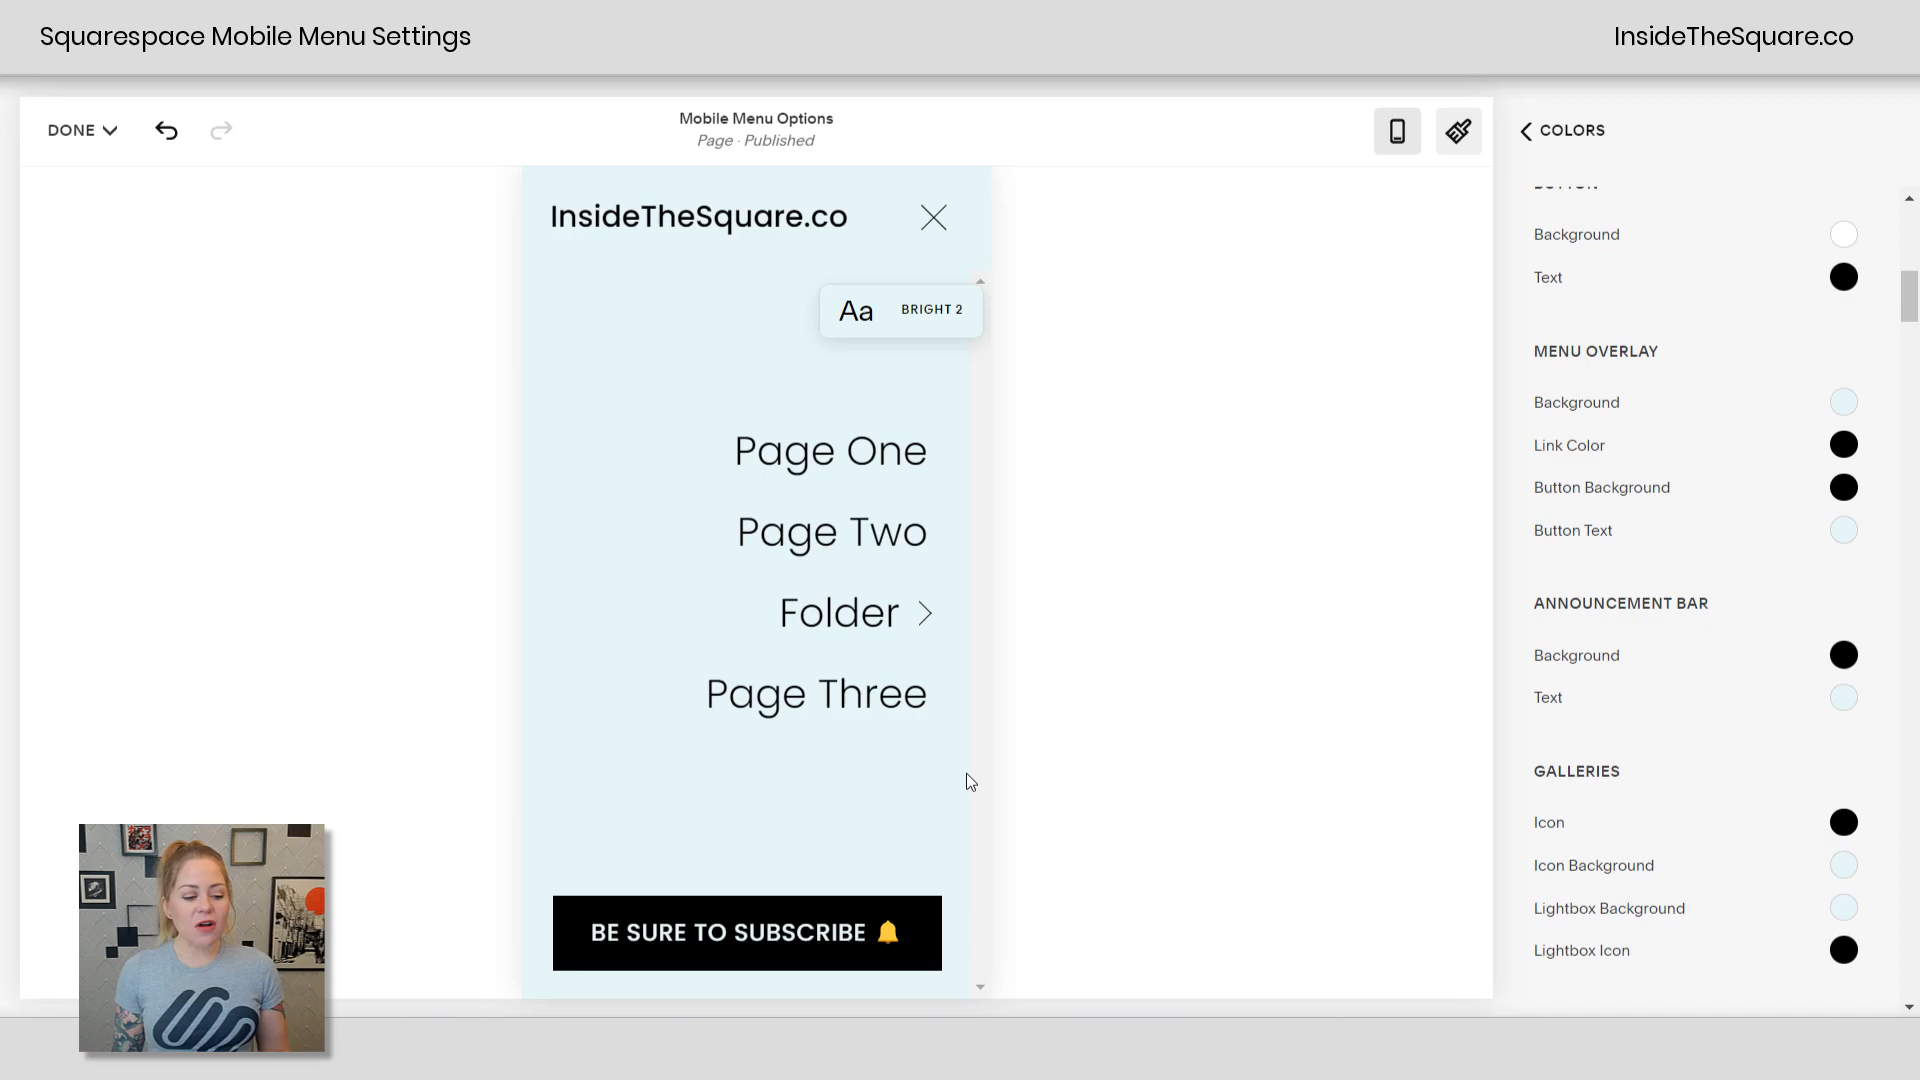 Squarespace Mobile Menu Settings
InsideTheSquare.co
DONE
Mobile Menu Options
Page · Published
COLORS
InsideTheSquare.co
Aa BRIGHT 2
Page One
Page Two
Folder
Page Three
BE SURE TO SUBSCRIBE 🔔
BUTTON
Background
Text
MENU OVERLAY
Background
Link Color
Button Background
Button Text
ANNOUNCEMENT BAR
Background
Text
GALLERIES
Icon
Icon Background
Lightbox Background
Lightbox Icon